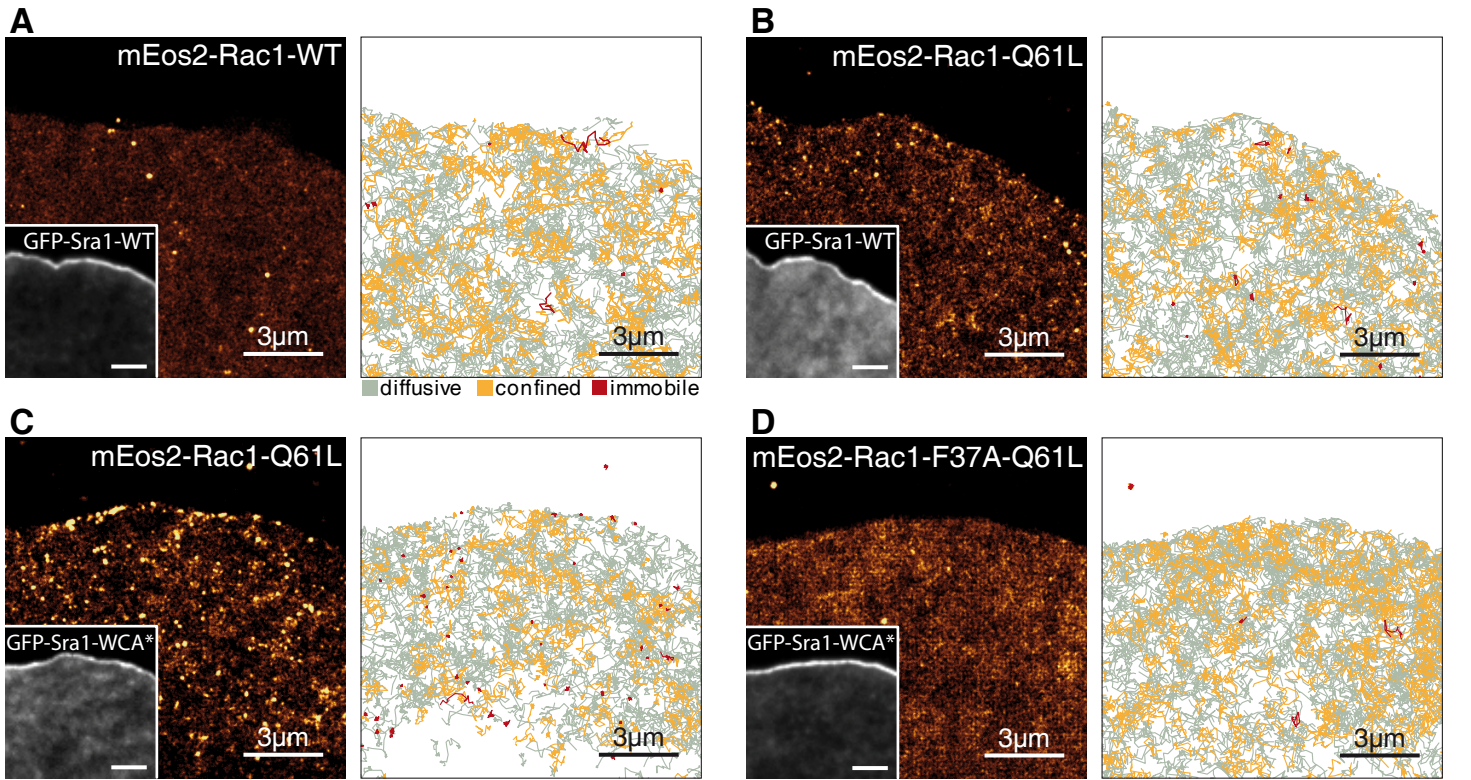 A
mEos2-Rac1-WT
GFP-Sra1-WT
3µm
3µm
diffusive confined immobile
B
mEos2-Rac1-Q61L
GFP-Sra1-WT
3µm
3µm
C
mEos2-Rac1-Q61L
GFP-Sra1-WCA*
3µm
3µm
D
mEos2-Rac1-F37A-Q61L
GFP-Sra1-WCA*
3µm
3µm